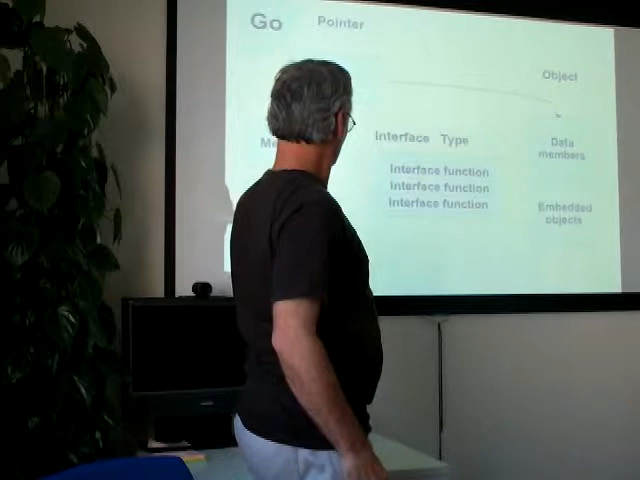 Go
Pointer
Object
Interface Type
Data
members
Interface function
Interface function
Interface function
Embedded
objects